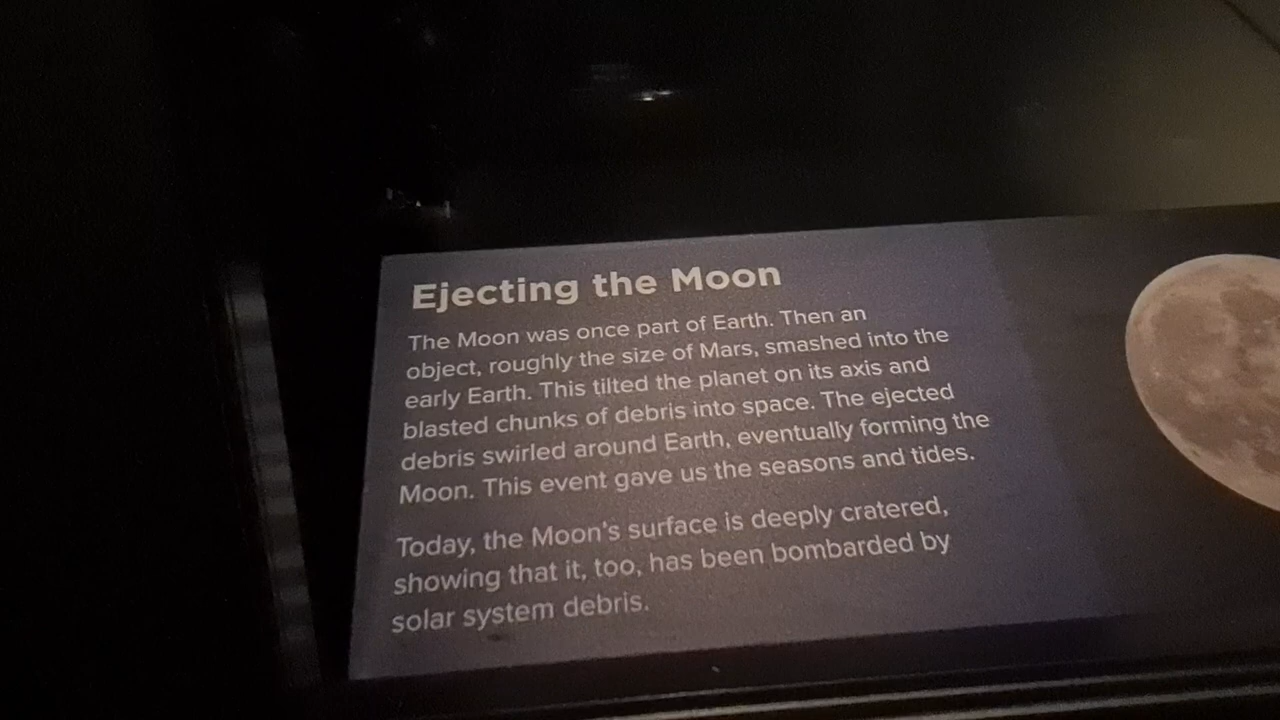 Ejecting the Moon
The Moon was once part of Earth. Then an
object, roughly the size of Mars, smashed into the
early Earth. This tilted the planet on its axis and
blasted chunks of debris into space. The ejected
debris swirled around Earth, eventually forming the
Moon. This event gave us the seasons and tides.
Today, the Moon's surface is deeply cratered,
showing that it, too, has been bombarded by
solar system debris.